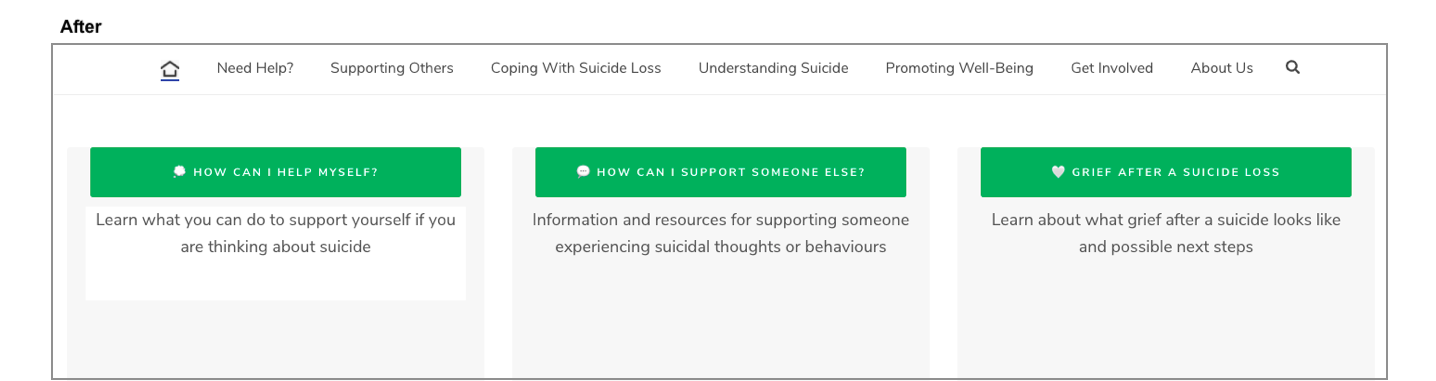 After
Need Help? Supporting Others Coping With Suicide Loss Understanding Suicide Promoting Well-Being Get Involved About Us
HOW CAN I HELP MYSELF?
Learn what you can do to support yourself if you
are thinking about suicide
HOW CAN I SUPPORT SOMEONE ELSE?
Information and resources for supporting someone
experiencing suicidal thoughts or behaviours
GRIEF AFTER A SUICIDE LOSS
Learn about what grief after a suicide looks like
and possible next steps